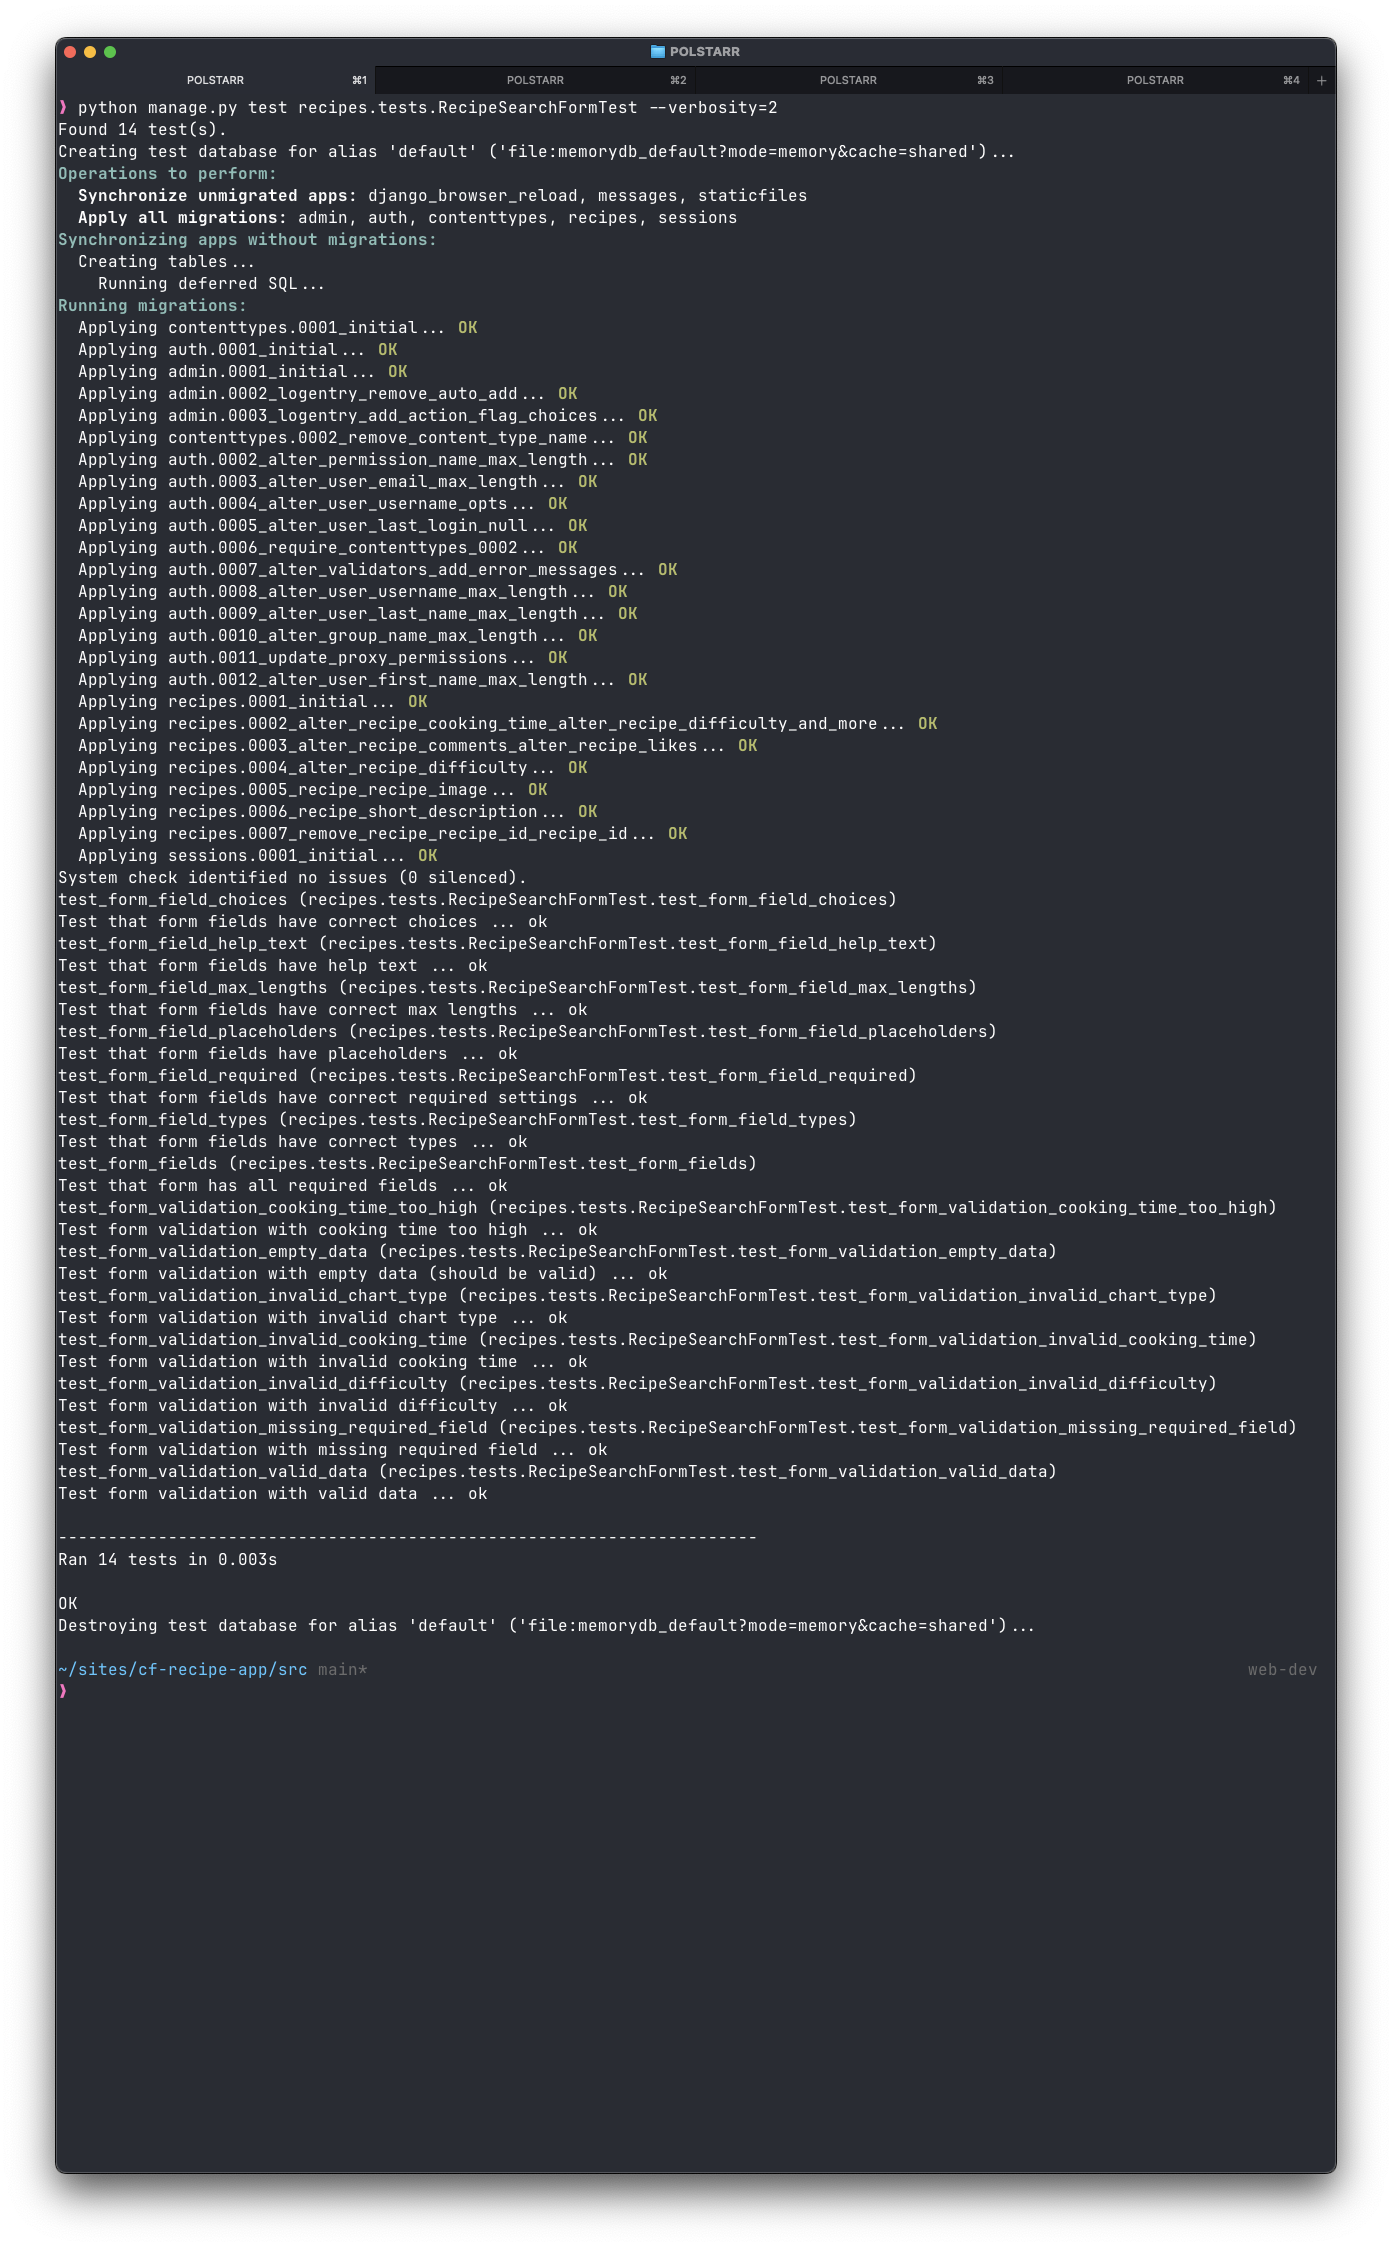 POLSTARR
POLSTARR ⌘1 POLSTARR ⌘2 POLSTARR ⌘3 POLSTARR ⌘4 +
❱ python manage.py test recipes.tests.RecipeSearchFormTest --verbosity=2
Found 14 test(s).
Creating test database for alias 'default' ('file:memorydb_default?mode=memory&cache=shared')...
Operations to perform:
  Synchronize unmigrated apps: django_browser_reload, messages, staticfiles
  Apply all migrations: admin, auth, contenttypes, recipes, sessions
Synchronizing apps without migrations:
  Creating tables...
    Running deferred SQL...
Running migrations:
  Applying contenttypes.0001_initial... OK
  Applying auth.0001_initial... OK
  Applying admin.0001_initial... OK
  Applying admin.0002_logentry_remove_auto_add... OK
  Applying admin.0003_logentry_add_action_flag_choices... OK
  Applying contenttypes.0002_remove_content_type_name... OK
  Applying auth.0002_alter_permission_name_max_length... OK
  Applying auth.0003_alter_user_email_max_length... OK
  Applying auth.0004_alter_user_username_opts... OK
  Applying auth.0005_alter_user_last_login_null... OK
  Applying auth.0006_require_contenttypes_0002... OK
  Applying auth.0007_alter_validators_add_error_messages... OK
  Applying auth.0008_alter_user_username_max_length... OK
  Applying auth.0009_alter_user_last_name_max_length... OK
  Applying auth.0010_alter_group_name_max_length... OK
  Applying auth.0011_update_proxy_permissions... OK
  Applying auth.0012_alter_user_first_name_max_length... OK
  Applying recipes.0001_initial... OK
  Applying recipes.0002_alter_recipe_cooking_time_alter_recipe_difficulty_and_more... OK
  Applying recipes.0003_alter_recipe_comments_alter_recipe_likes... OK
  Applying recipes.0004_alter_recipe_difficulty... OK
  Applying recipes.0005_recipe_recipe_image... OK
  Applying recipes.0006_recipe_short_description... OK
  Applying recipes.0007_remove_recipe_recipe_id_recipe_id... OK
  Applying sessions.0001_initial... OK
System check identified no issues (0 silenced).
test_form_field_choices (recipes.tests.RecipeSearchFormTest.test_form_field_choices)
Test that form fields have correct choices ... ok
test_form_field_help_text (recipes.tests.RecipeSearchFormTest.test_form_field_help_text)
Test that form fields have help text ... ok
test_form_field_max_lengths (recipes.tests.RecipeSearchFormTest.test_form_field_max_lengths)
Test that form fields have correct max lengths ... ok
test_form_field_placeholders (recipes.tests.RecipeSearchFormTest.test_form_field_placeholders)
Test that form fields have placeholders ... ok
test_form_field_required (recipes.tests.RecipeSearchFormTest.test_form_field_required)
Test that form fields have correct required settings ... ok
test_form_field_types (recipes.tests.RecipeSearchFormTest.test_form_field_types)
Test that form fields have correct types ... ok
test_form_fields (recipes.tests.RecipeSearchFormTest.test_form_fields)
Test that form has all required fields ... ok
test_form_validation_cooking_time_too_high (recipes.tests.RecipeSearchFormTest.test_form_validation_cooking_time_too_high)
Test form validation with cooking time too high ... ok
test_form_validation_empty_data (recipes.tests.RecipeSearchFormTest.test_form_validation_empty_data)
Test form validation with empty data (should be valid) ... ok
test_form_validation_invalid_chart_type (recipes.tests.RecipeSearchFormTest.test_form_validation_invalid_chart_type)
Test form validation with invalid chart type ... ok
test_form_validation_invalid_cooking_time (recipes.tests.RecipeSearchFormTest.test_form_validation_invalid_cooking_time)
Test form validation with invalid cooking time ... ok
test_form_validation_invalid_difficulty (recipes.tests.RecipeSearchFormTest.test_form_validation_invalid_difficulty)
Test form validation with invalid difficulty ... ok
test_form_validation_missing_required_field (recipes.tests.RecipeSearchFormTest.test_form_validation_missing_required_field)
Test form validation with missing required field ... ok
test_form_validation_valid_data (recipes.tests.RecipeSearchFormTest.test_form_validation_valid_data)
Test form validation with valid data ... ok
----------------------------------------------------------------------
Ran 14 tests in 0.003s
OK
Destroying test database for alias 'default' ('file:memorydb_default?mode=memory&cache=shared')...
~/sites/cf-recipe-app/src main* web-dev
❱